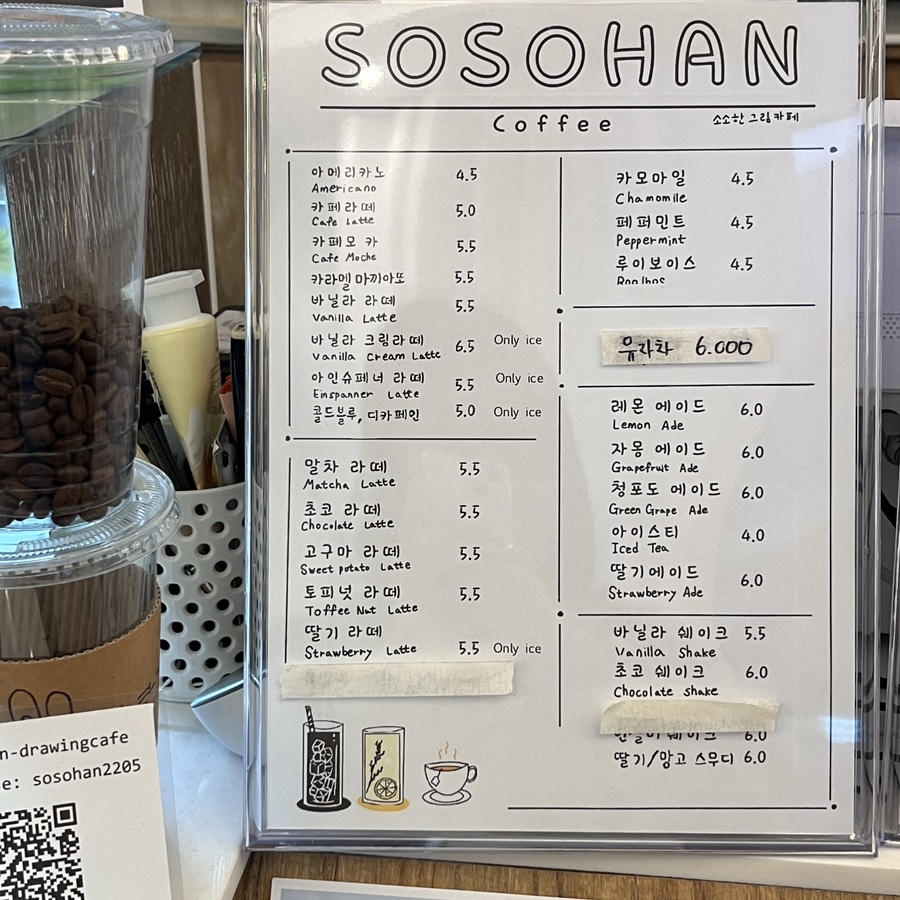 SOSOHAN
Coffee
소소한 그림카페
아메리카노 4.5
Americano
카페라떼 5.0
Cafe Latte
카페모카 5.5
Cafe Moche
카라멜 마끼아또 5.5
바닐라 라떼 5.5
Vanilla Latte
바닐라 크림라떼 6.5 Only ice
Vanilla Cream Latte
아인슈페너 라떼 5.5 Only ice
Einspanner Latte
콜드블루, 디카페인 5.0 Only ice
말차 라떼 5.5
Matcha Latte
초코 라떼 5.5
Chocolate Latte
고구마 라떼 5.5
Sweet potato Latte
토피넛 라떼 5.5
Toffee Nut Latte
딸기 라떼
Strawberry Latte 5.5 Only ice
카모마일 4.5
Chamomile
페퍼민트 4.5
Peppermint
루이보이스 4.5
Rooibos
유자차 6.000
레몬 에이드 6.0
Lemon Ade
자몽 에이드 6.0
Grapefruit Ade
청포도 에이드 6.0
Green Grape Ade
아이스티 4.0
Iced Tea
딸기에이드 6.0
Strawberry Ade
바닐라 쉐이크 5.5
Vanilla Shake
초코 쉐이크 6.0
Chocolate shake
쉐이크 6.0
딸기/망고 스무디 6.0
n-drawingcafe
se: sosohan2205